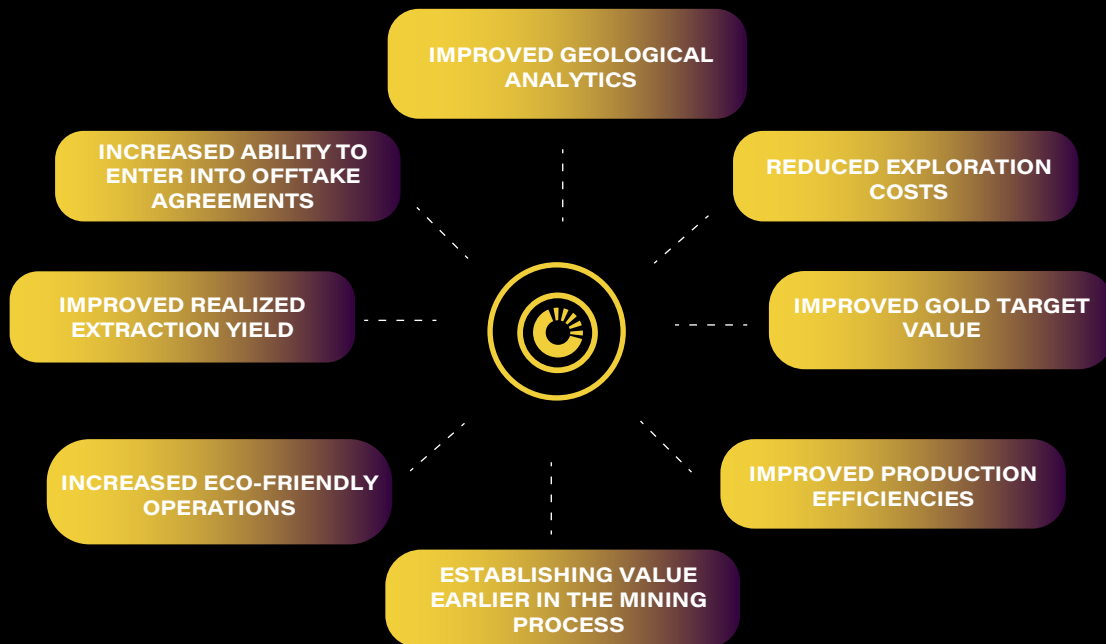 IMPROVED GEOLOGICAL
ANALYTICS
INCREASED ABILITY TO
ENTER INTO OFFTAKE
AGREEMENTS
REDUCED EXPLORATION
COSTS
IMPROVED REALIZED
EXTRACTION YIELD
IMPROVED GOLD TARGET
VALUE
INCREASED ECO-FRIENDLY
OPERATIONS
IMPROVED PRODUCTION
EFFICIENCIES
ESTABLISHING VALUE
EARLIER IN THE MINING
PROCESS